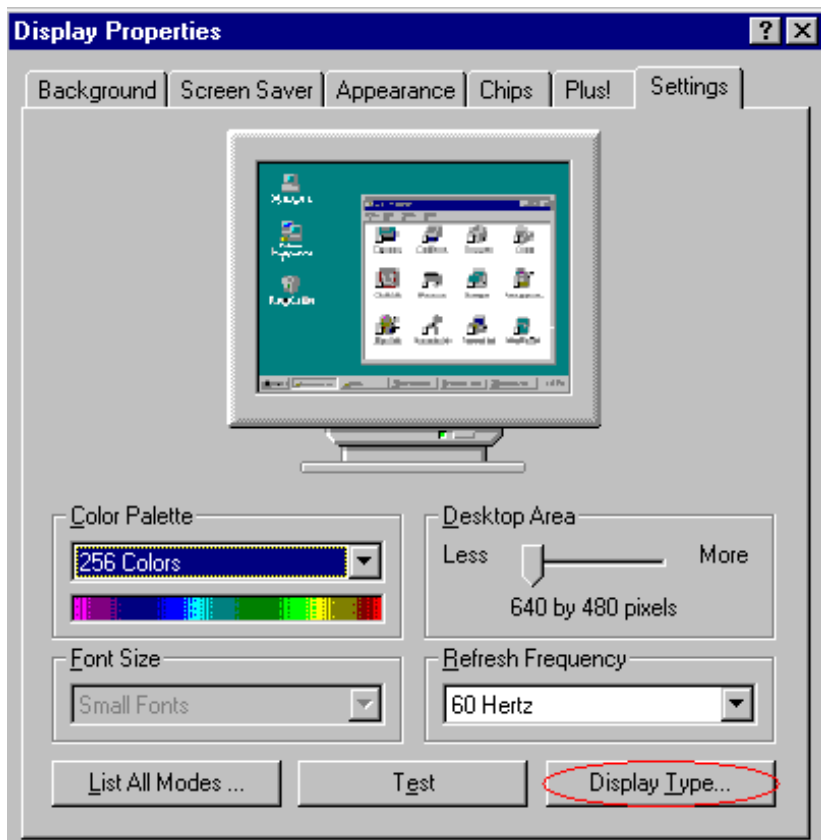 Display Properties
Background Screen Saver Appearance Chips Plus! Settings
Color Palette
256 Colors
Desktop Area
Less More
640 by 480 pixels
Font Size
Small Fonts
Refresh Frequency
60 Hertz
List All Modes ... Test Display Type...